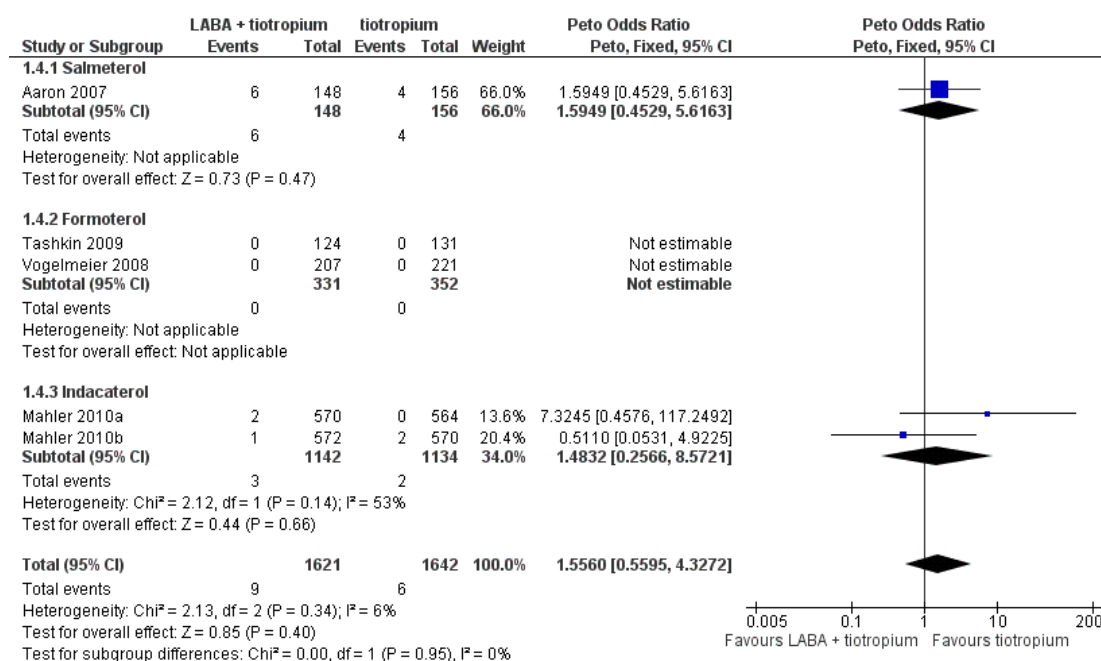 LABA + tiotropium tiotropium Peto Odds Ratio Peto Odds Ratio
Study or Subgroup Events Total Events Total Weight Peto, Fixed, 95% CI Peto, Fixed, 95% CI
1.4.1 Salmeterol
Aaron 2007 6 148 4 156 66.0% 1.5949 [0.4529, 5.6163]
Subtotal (95% CI) 148 156 66.0% 1.5949 [0.4529, 5.6163]
Total events 6 4
Heterogeneity: Not applicable
Test for overall effect: Z = 0.73 (P = 0.47)
1.4.2 Formoterol
Tashkin 2009 0 124 0 131 Not estimable
Vogelmeier 2008 0 207 0 221 Not estimable
Subtotal (95% CI) 331 352 Not estimable
Total events 0 0
Heterogeneity: Not applicable
Test for overall effect: Not applicable
1.4.3 Indacaterol
Mahler 2010a 2 570 0 564 13.6% 7.3245 [0.4576, 117.2492]
Mahler 2010b 1 572 2 570 20.4% 0.5110 [0.0531, 4.9225]
Subtotal (95% CI) 1142 1134 34.0% 1.4832 [0.2566, 8.5721]
Total events 3 2
Heterogeneity: Chi² = 2.12, df = 1 (P = 0.14); I² = 53%
Test for overall effect: Z = 0.44 (P = 0.66)
Total (95% CI) 1621 1642 100.0% 1.5560 [0.5595, 4.3272]
Total events 9 6
Heterogeneity: Chi² = 2.13, df = 2 (P = 0.34); I² = 6%
Test for overall effect: Z = 0.85 (P = 0.40)
Test for subgroup differences: Chi² = 0.00, df = 1 (P = 0.95), I² = 0%
0.005 0.1 1 10 200
Favours LABA + tiotropium Favours tiotropium